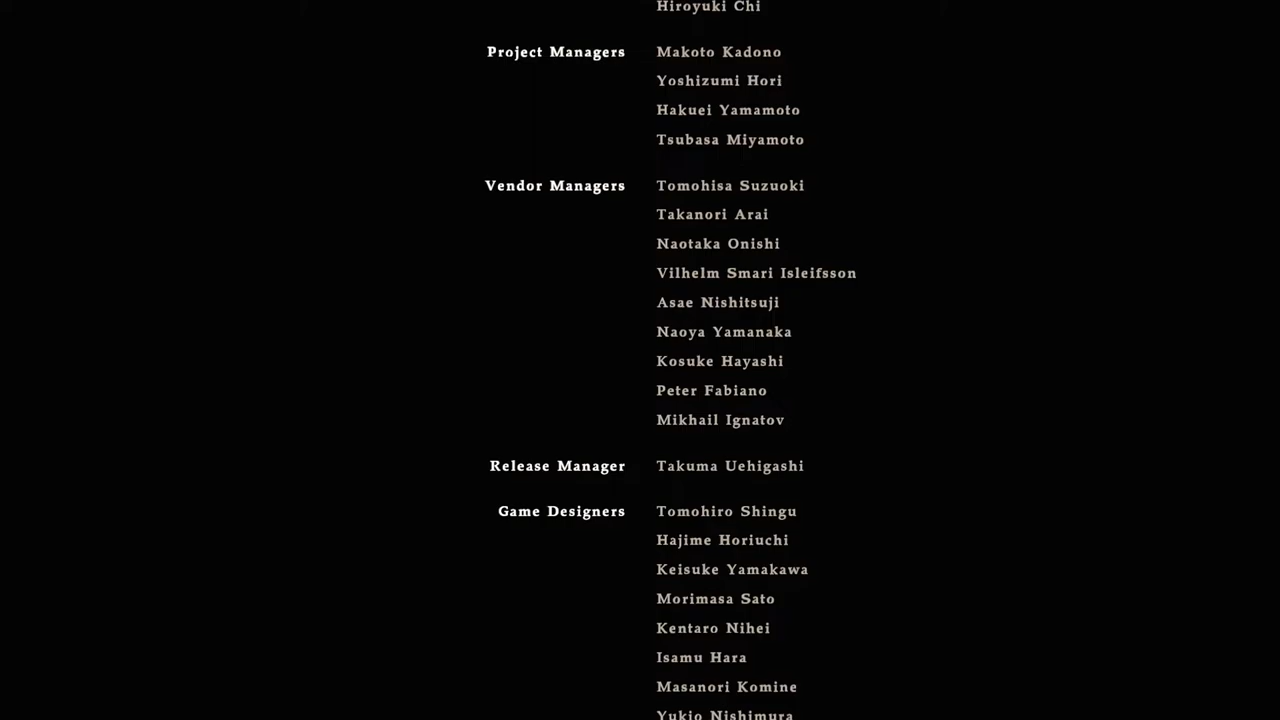 Hiroyuki Chi
Project Managers Makoto Kadono
Yoshizumi Hori
Hakuei Yamamoto
Tsubasa Miyamoto
Vendor Managers Tomohisa Suzuoki
Takanori Arai
Naotaka Onishi
Vilhelm Smari Isleifsson
Asae Nishitsuji
Naoya Yamanaka
Kosuke Hayashi
Peter Fabiano
Mikhail Ignatov
Release Manager Takuma Uehigashi
Game Designers Tomohiro Shingu
Hajime Horiuchi
Keisuke Yamakawa
Morimasa Sato
Kentaro Nihei
Isamu Hara
Masanori Komine
Yukio Nishimura